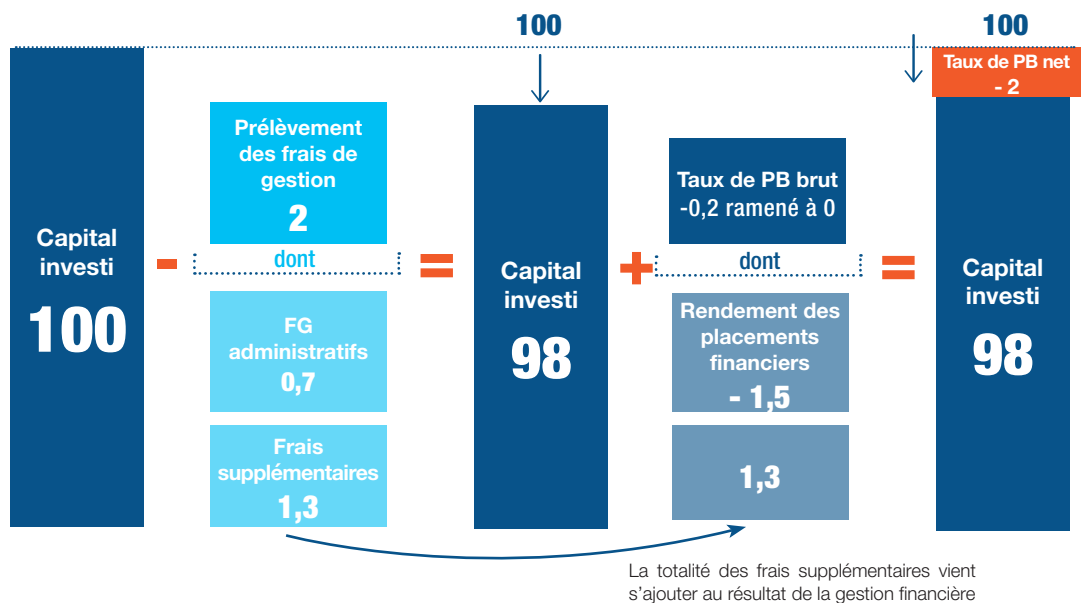 100
100
Capital
investi
100
-
Prélèvement
des frais de
gestion
2
dont
FG
administratifs
0,7
Frais
supplémentaires
1,3
=
Capital
investi
98
+
Taux de PB brut
-0,2 ramené à 0
dont
Rendement des
placements
financiers
- 1,5
1,3
=
Taux de PB net
- 2
Capital
investi
98
La totalité des frais supplémentaires vient
s’ajouter au résultat de la gestion financière